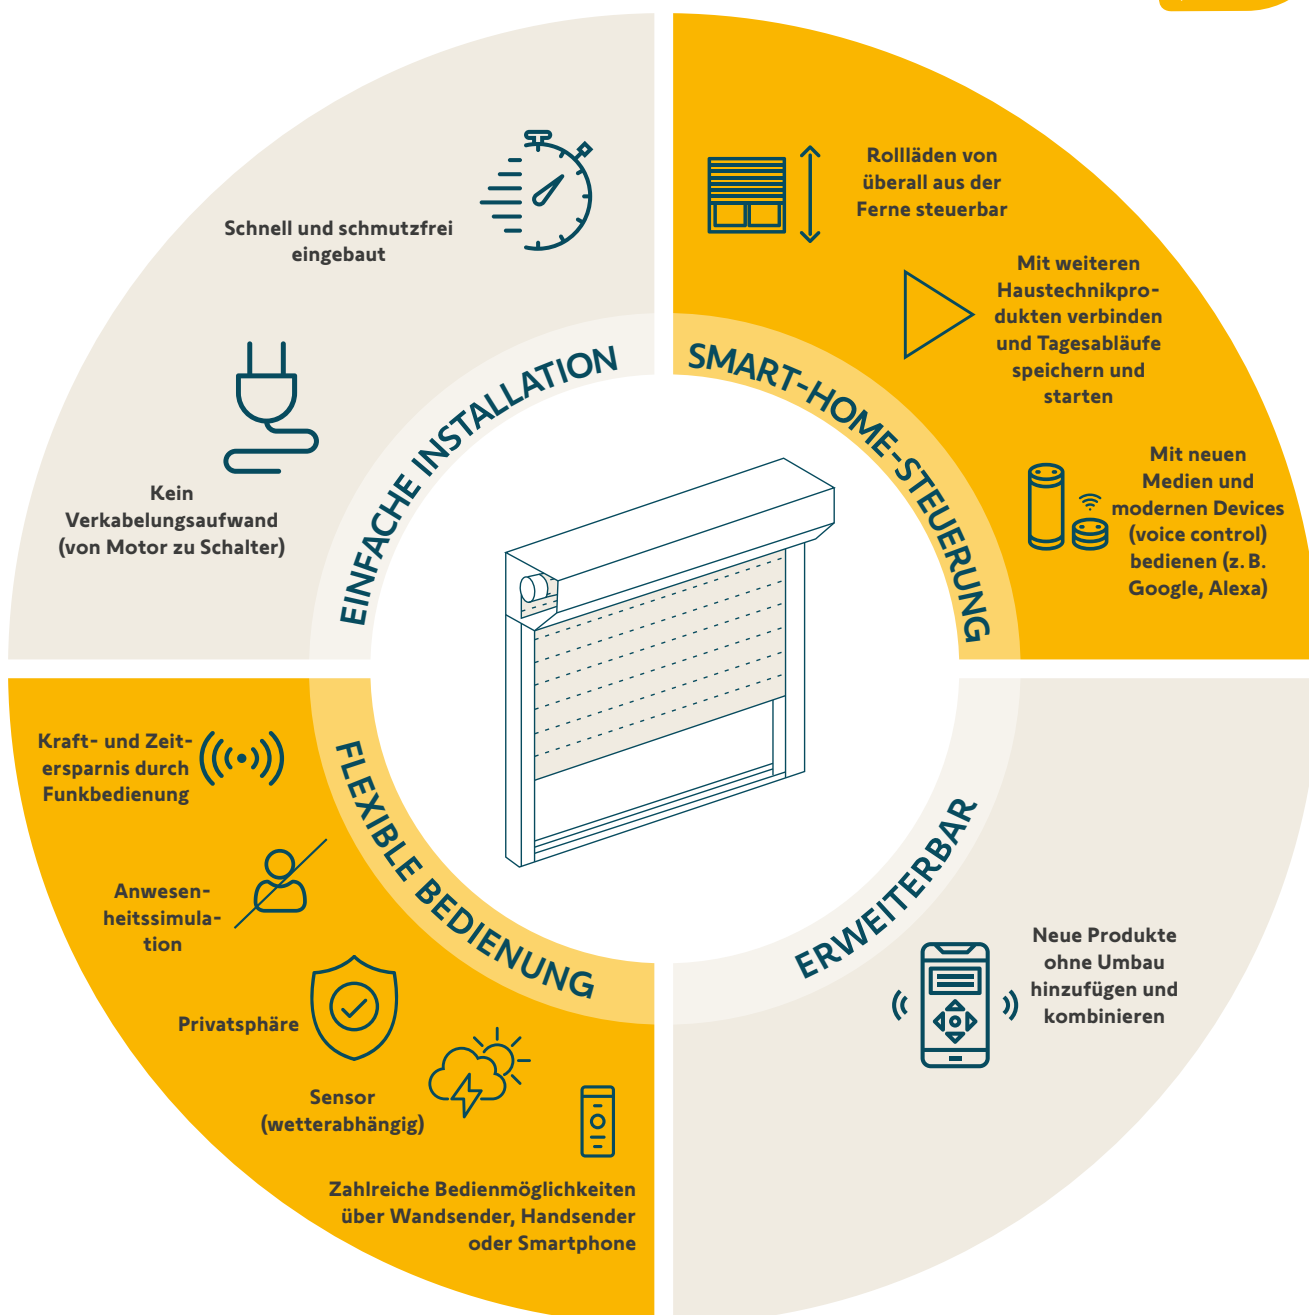 EINFACHE INSTALLATION
Schnell und schmutzfrei
eingebaut
Kein
Verkabelungsaufwand
(von Motor zu Schalter)
SMART-HOME-STEUERUNG
Rollläden von
überall aus der
Ferne steuerbar
Mit weiteren
Haustechnikpro-
dukten verbinden
und Tagesabläufe
speichern und
starten
Mit neuen
Medien und
modernen Devices
(voice control)
bedienen (z. B.
Google, Alexa)
FLEXIBLE BEDIENUNG
Kraft- und Zeit-
ersparnis durch
Funkbedienung
Anwesen-
heitssimula-
tion
Privatsphäre
Sensor
(wetterabhängig)
Zahlreiche Bedienmöglichkeiten
über Wandsender, Handsender
oder Smartphone
ERWEITERBAR
Neue Produkte
ohne Umbau
hinzufügen und
kombinieren